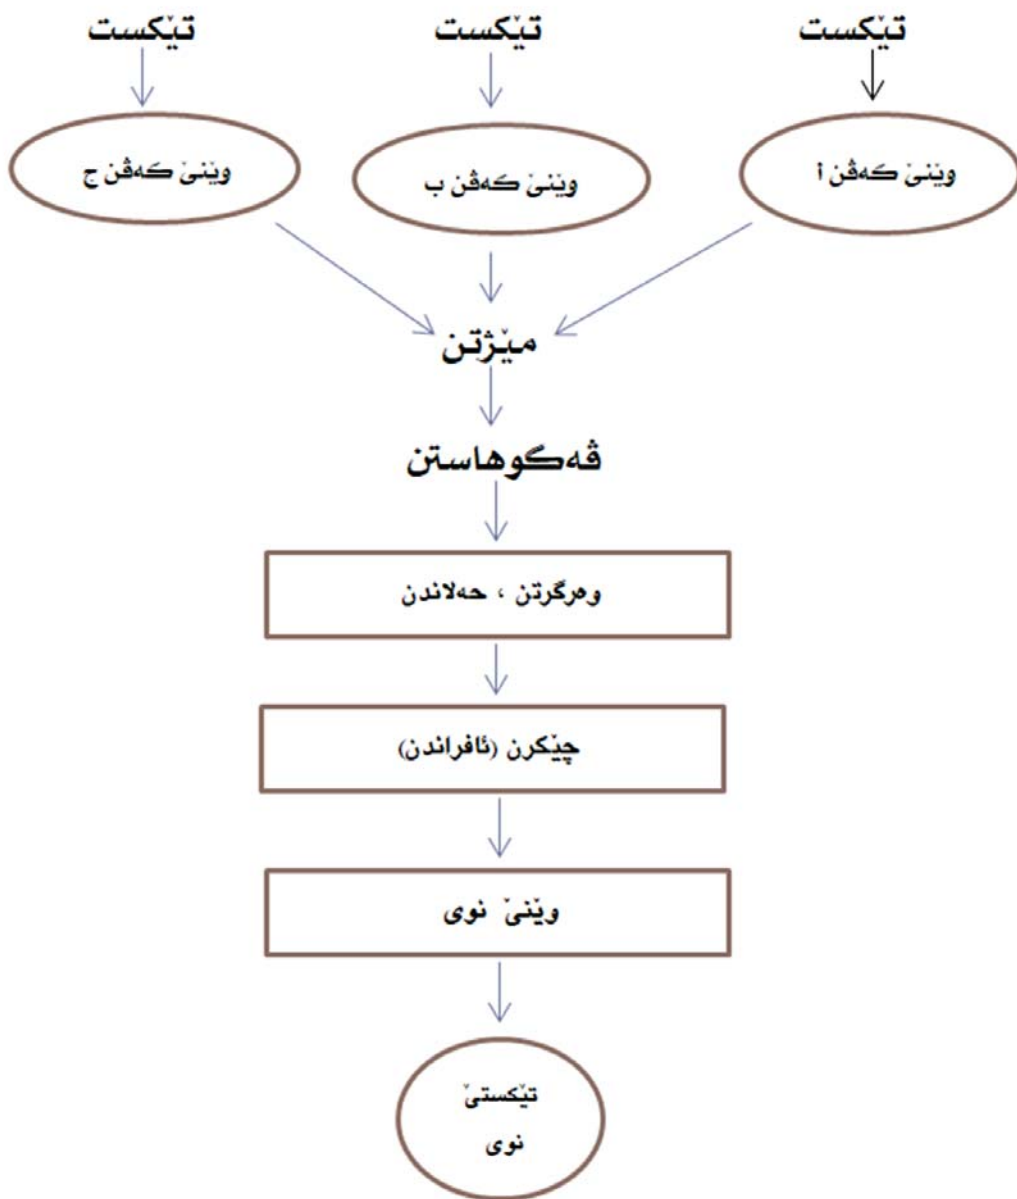 تێکست
تێکست
تێکست
وێنێ کەڤن أ
وێنێ کەڤن ب
وێنێ کەڤن ج
مێژتن
ڤەگوهاستن
وەرگرتن ، حەلاندن
چێکرن (ئافراندن)
وێنێ نوی
تێکستێ
نوی